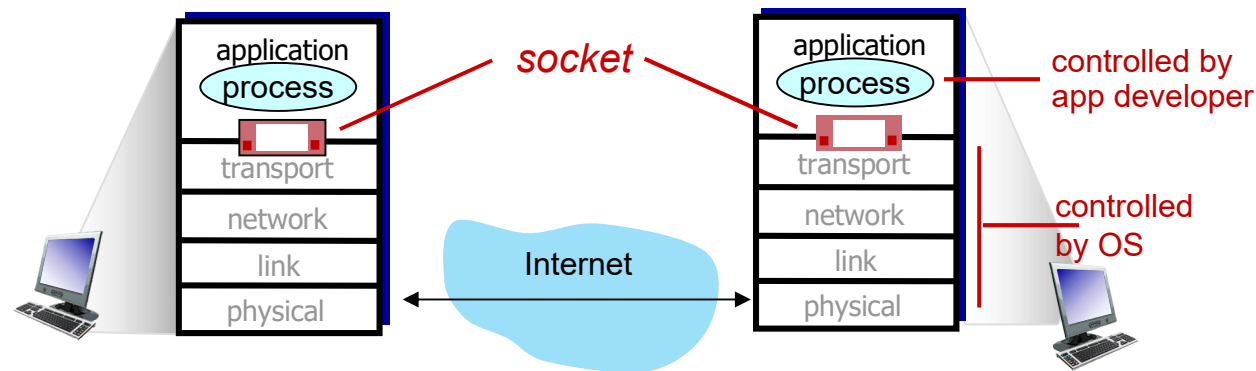 application
process
transport
network
link
physical
socket
Internet
application
process
transport
network
link
physical
controlled by
app developer
controlled
by OS